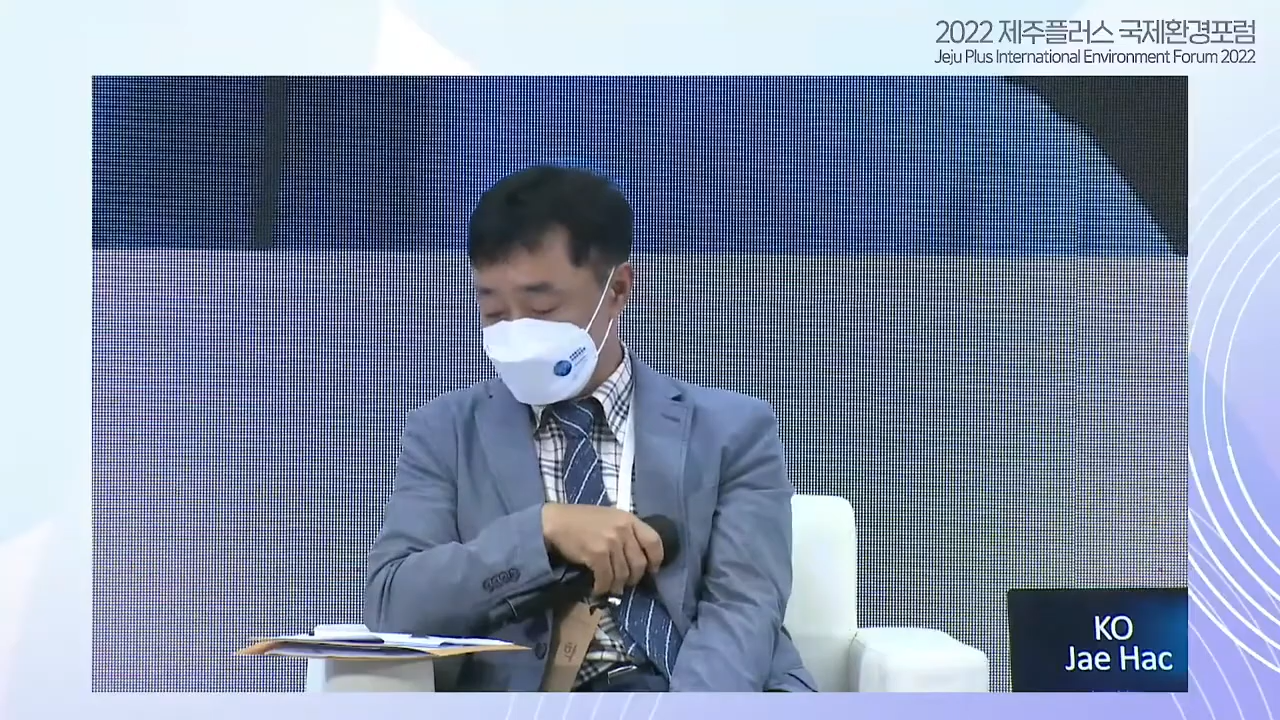 2022 제주플러스 국제환경포럼
Jeju Plus International Environment Forum 2022
KO
Jae Hac